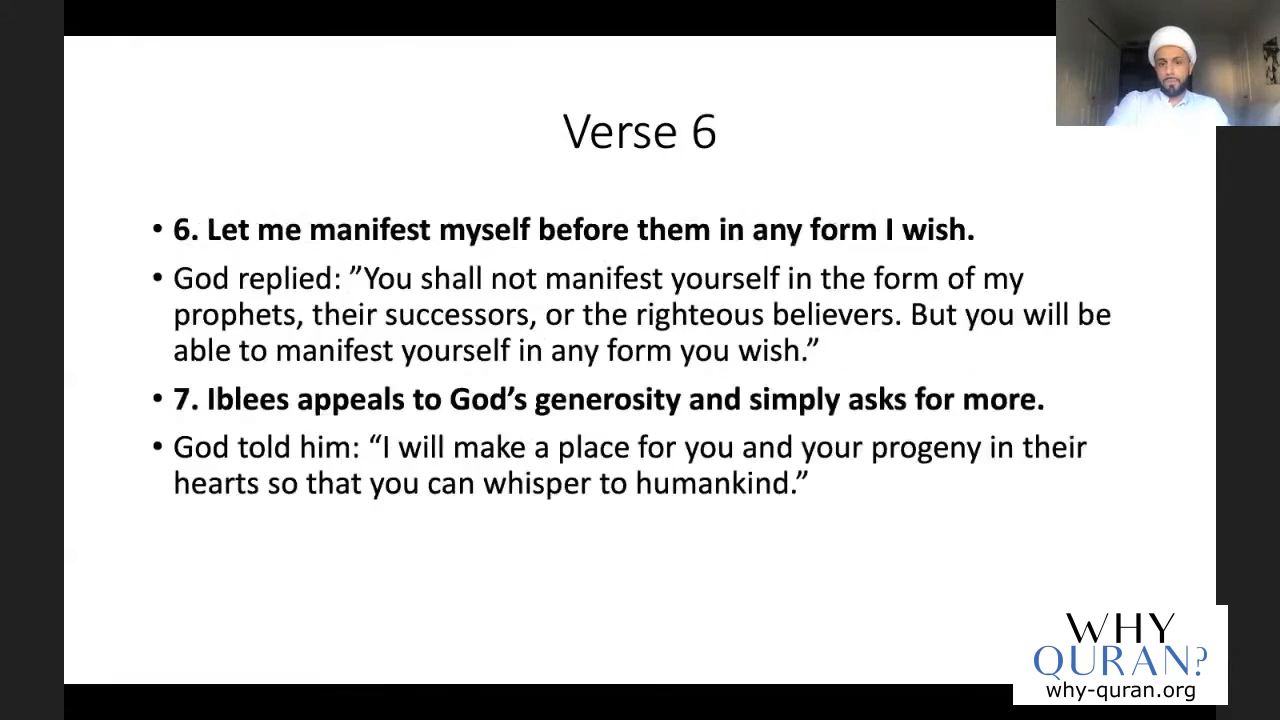 Verse 6
• 6. Let me manifest myself before them in any form I wish.
• God replied: ”You shall not manifest yourself in the form of my
prophets, their successors, or the righteous believers. But you will be
able to manifest yourself in any form you wish.”
• 7. Iblees appeals to God’s generosity and simply asks for more.
• God told him: “I will make a place for you and your progeny in their
hearts so that you can whisper to humankind.”
WHY
QURAN?
why-quran.org